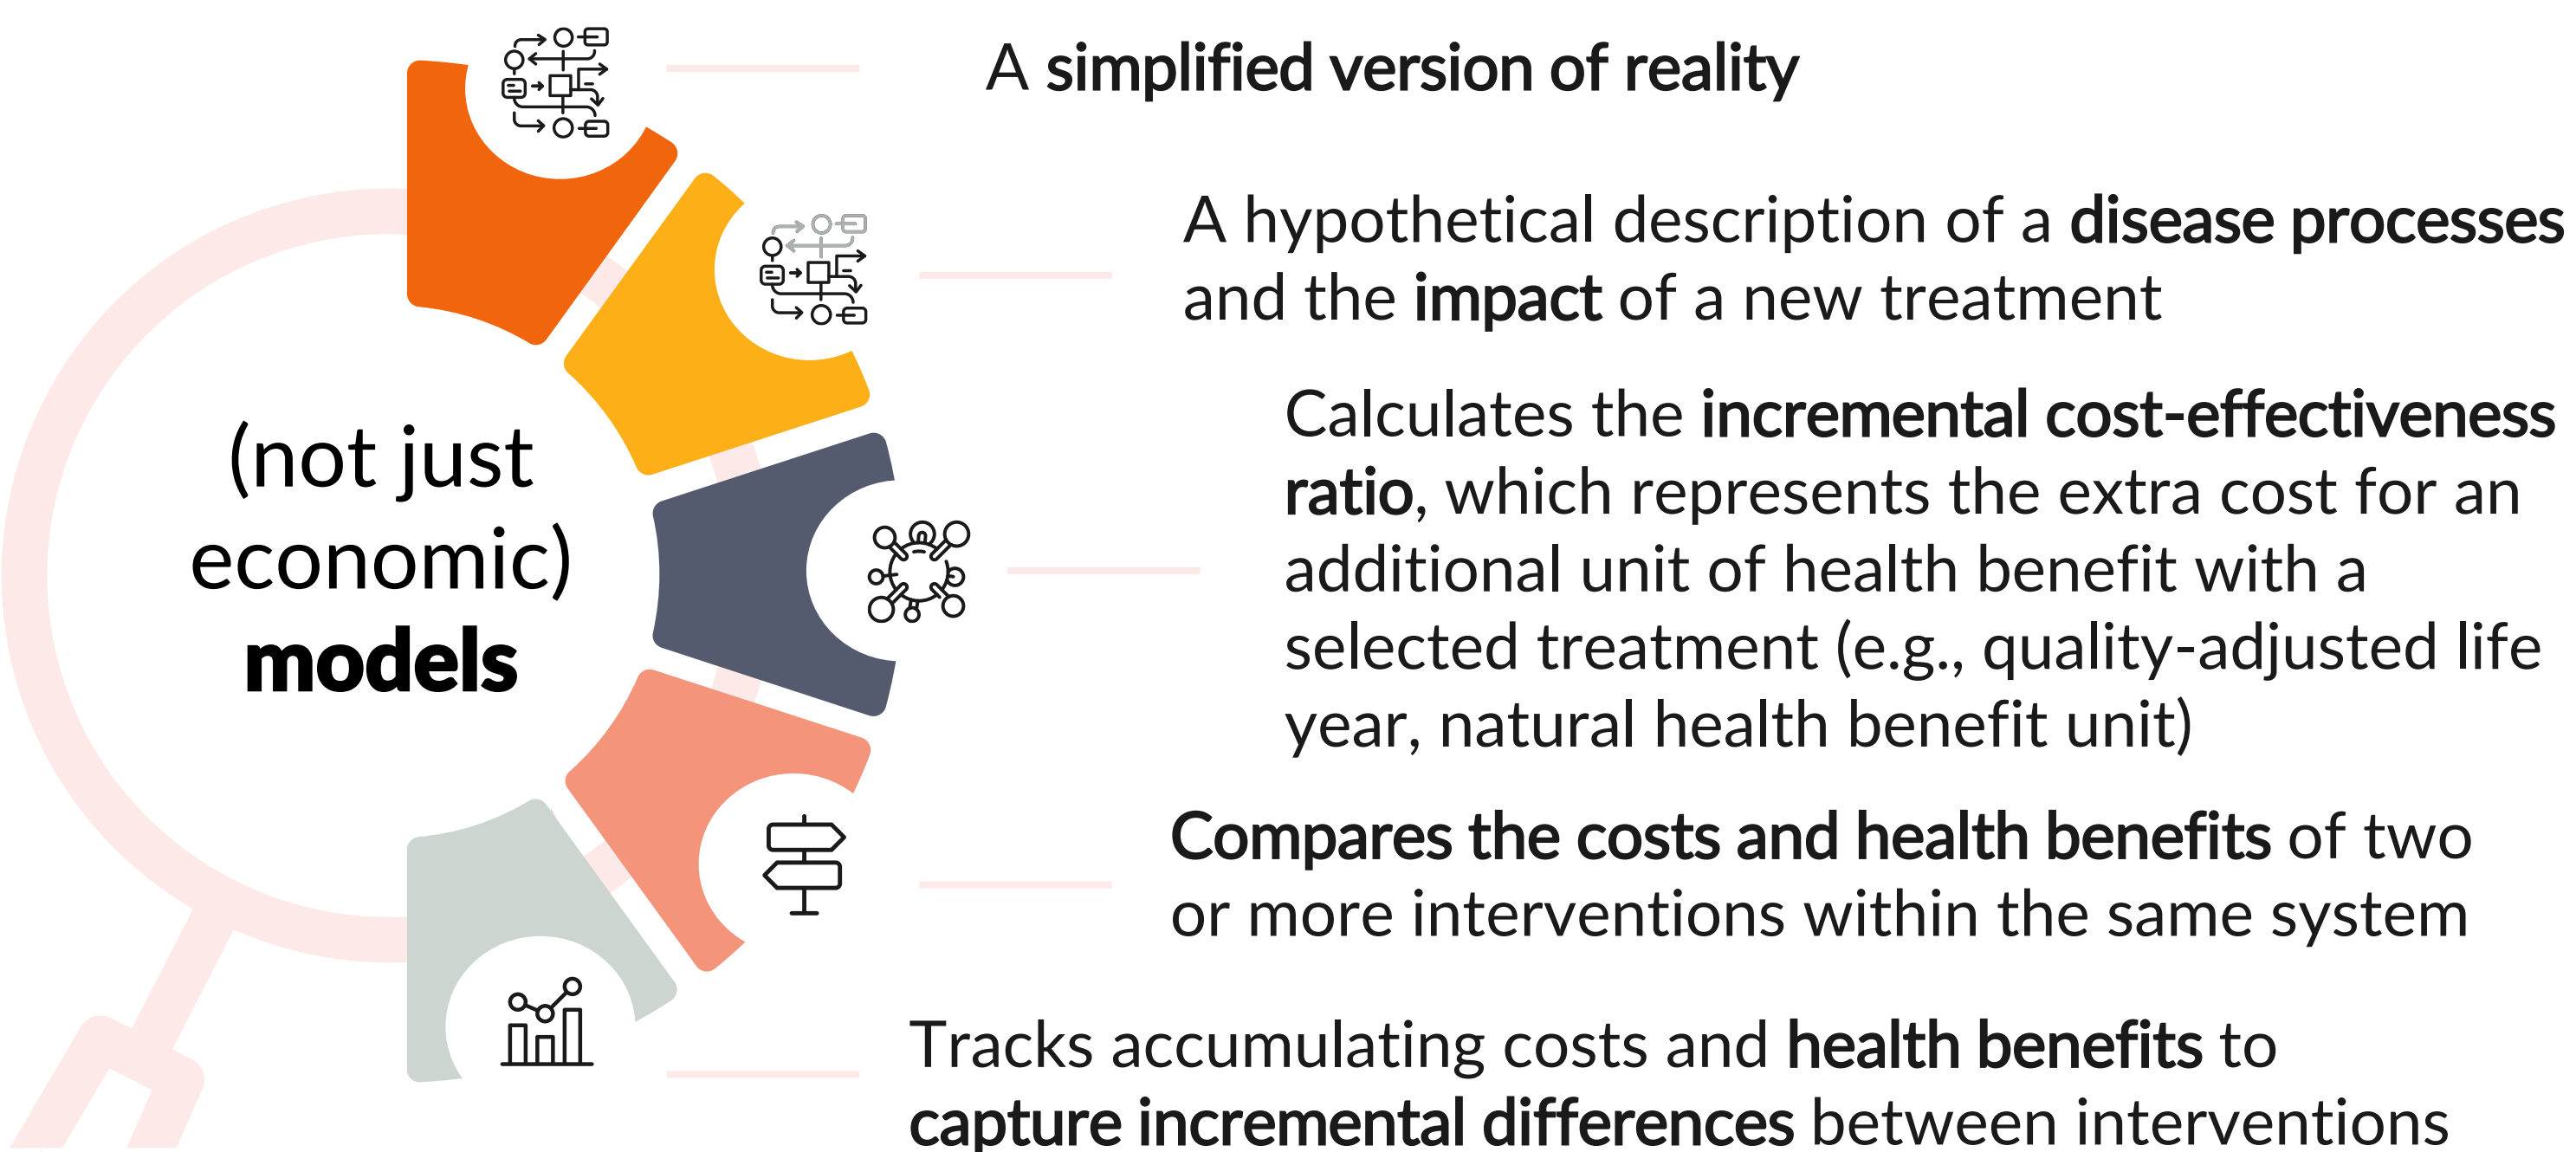 (not just
economic)
models
A simplified version of reality
A hypothetical description of a disease processes
and the impact of a new treatment
Calculates the incremental cost-effectiveness
ratio, which represents the extra cost for an
additional unit of health benefit with a
selected treatment (e.g., quality-adjusted life
year, natural health benefit unit)
Compares the costs and health benefits of two
or more interventions within the same system
Tracks accumulating costs and health benefits to
capture incremental differences between interventions